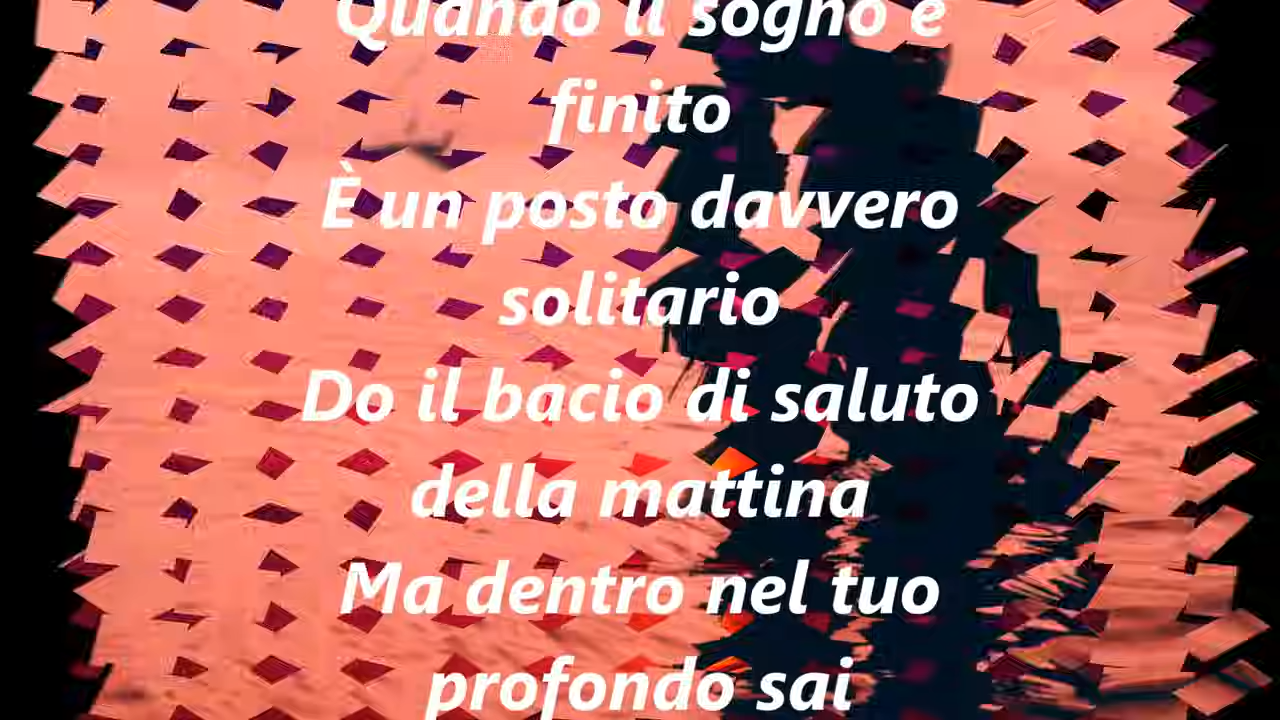 Quando il sogno è
finito
È un posto davvero
solitario
Do il bacio di saluto
della mattina
Ma dentro nel tuo
profondo sai